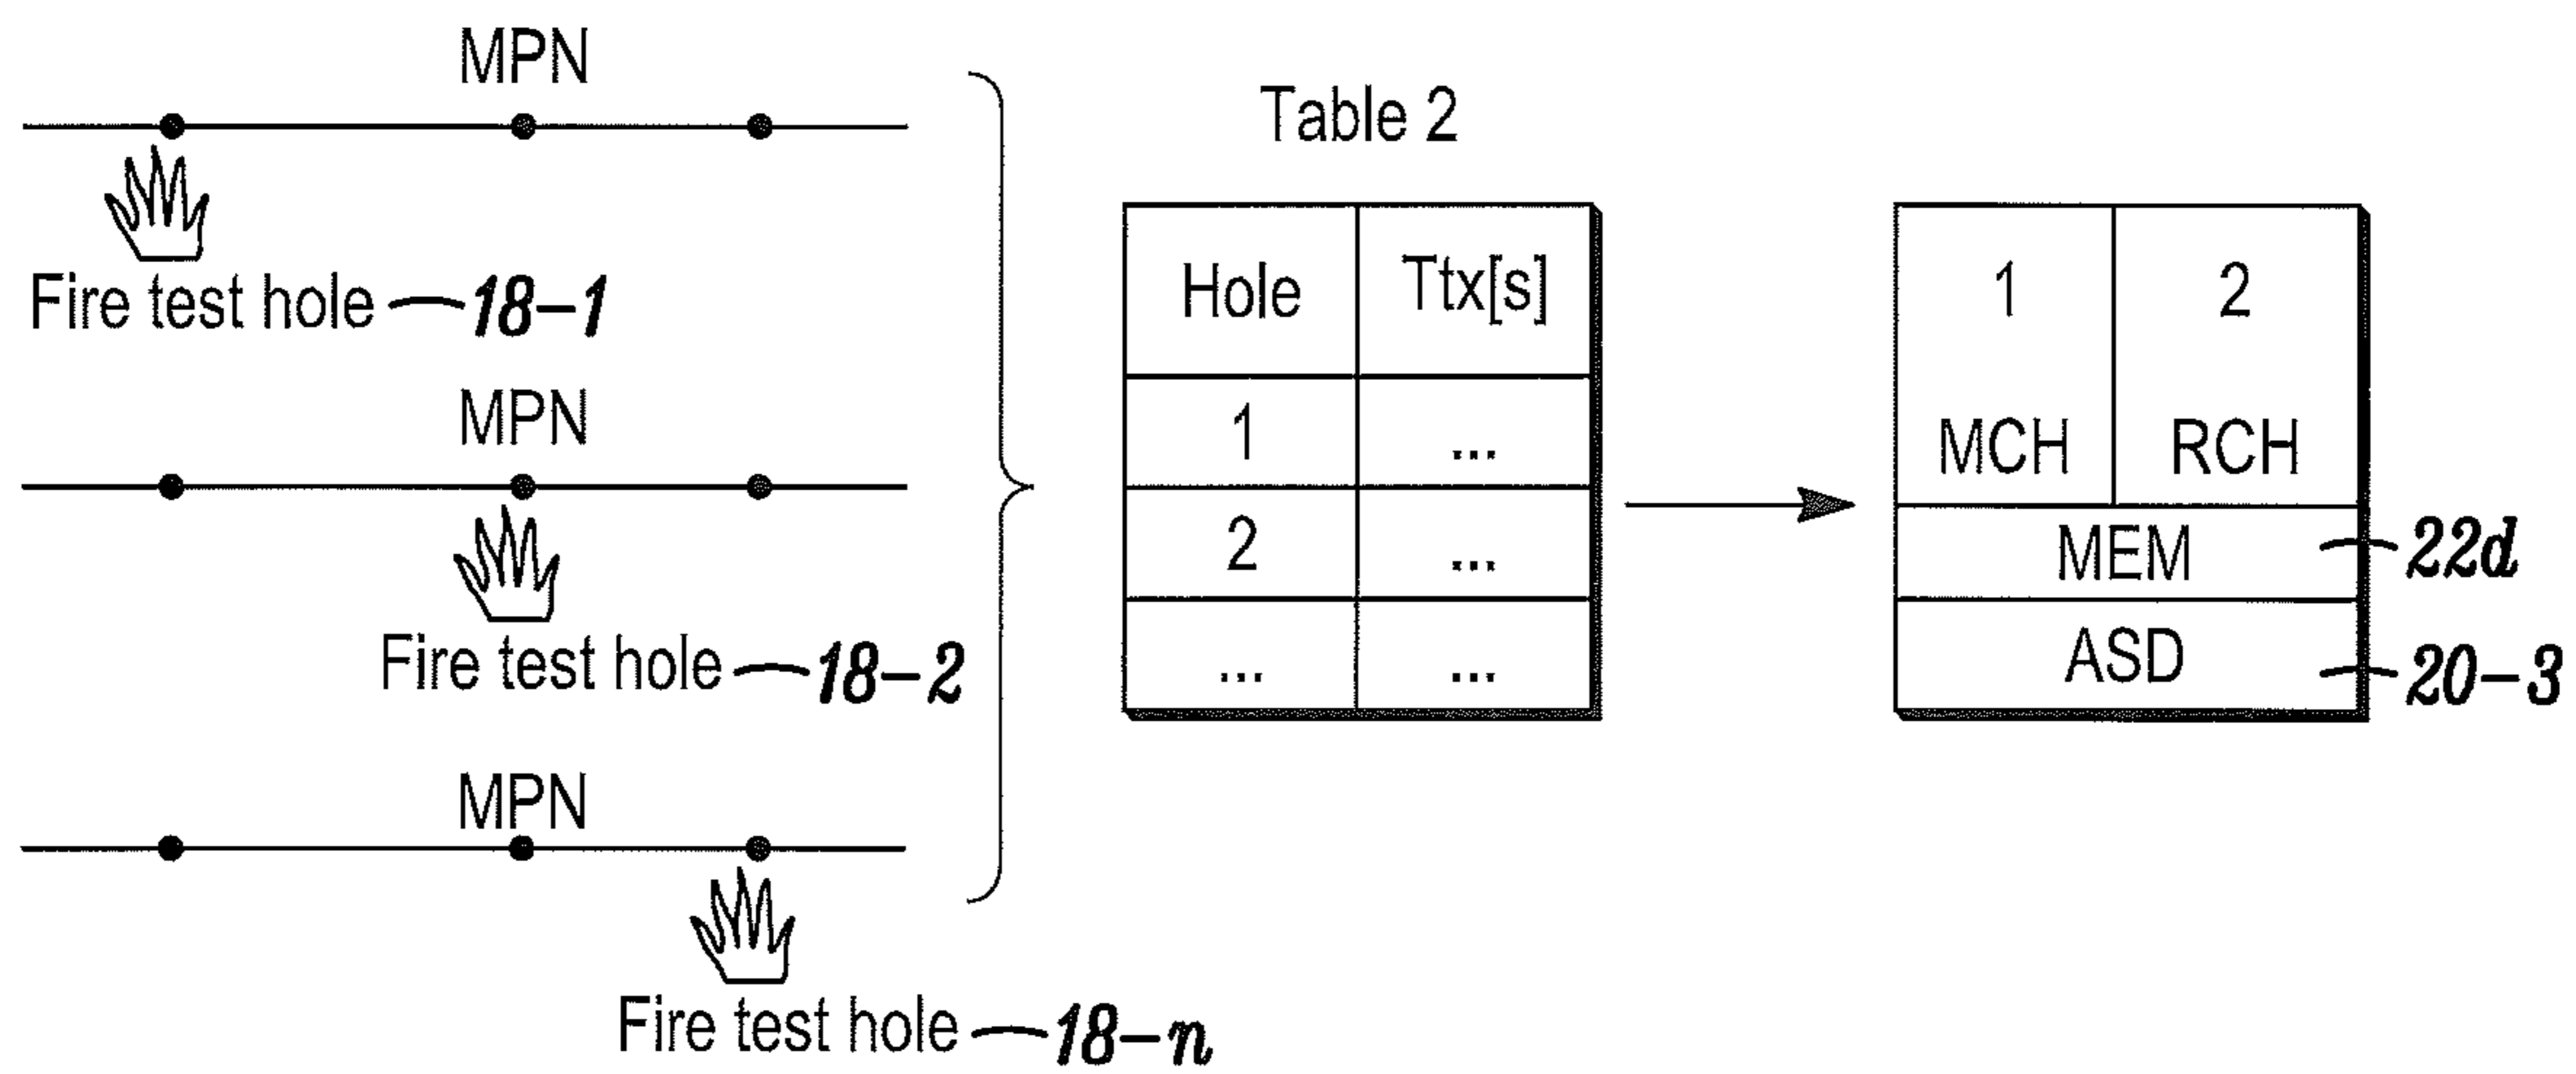 MPN
Fire test hole 18-1
MPN
Fire test hole 18-2
MPN
Fire test hole 18-n
Table 2
Hole Ttx[s]
1 ...
2 ...
... ...
1 2
MCH RCH
MEM 22d
ASD 20-3